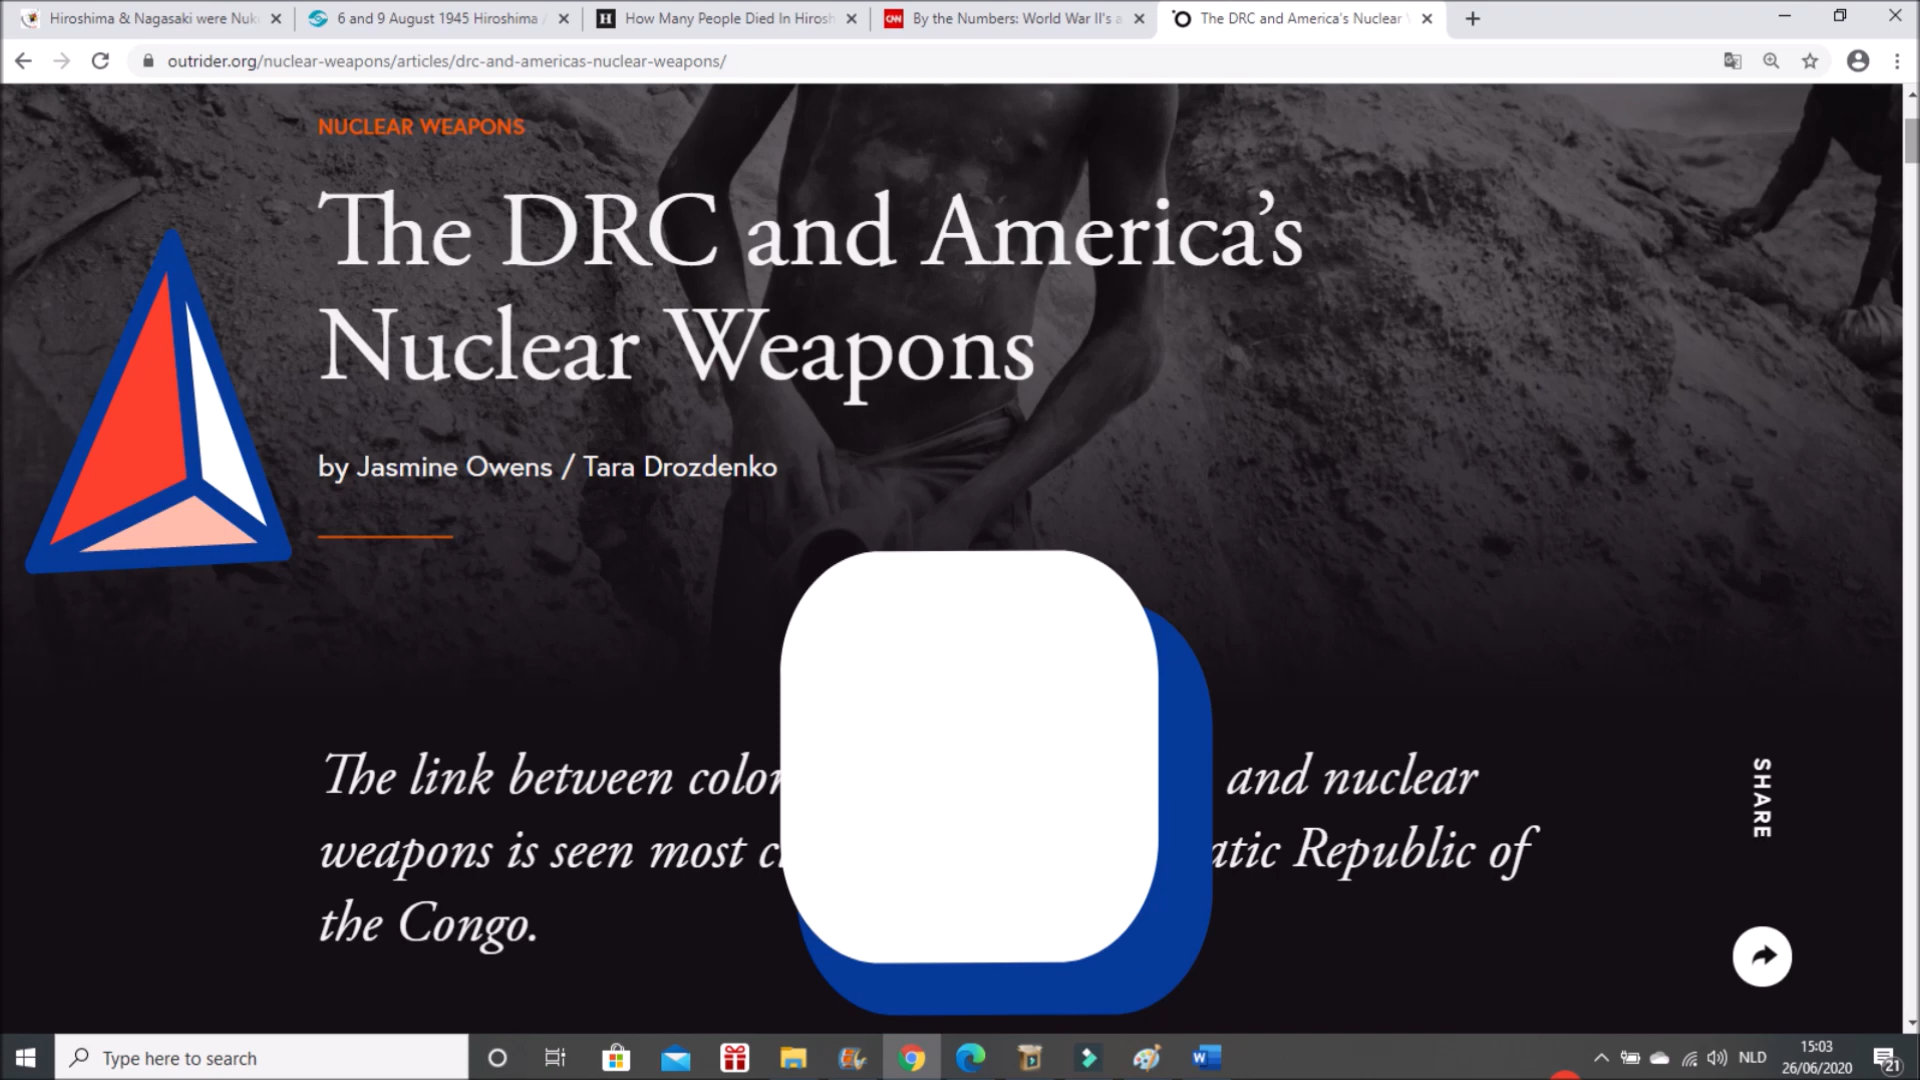 Hiroshima & Nagasaki were Nuk
6 and 9 August 1945 Hiroshima
How Many People Died In Hirosh
CNN
By the Numbers: World War II's a
The DRC and America's Nuclear
outrider.org/nuclear-weapons/articles/drc-and-americas-nuclear-weapons/
NUCLEAR WEAPONS
The DRC and America's
Nuclear Weapons
by Jasmine Owens / Tara Drozdenko
The link between and nuclear
weapons is seen most Republic of
the Congo.
SHARE
Type here to search
NLD
15:03
26/06/2020
21